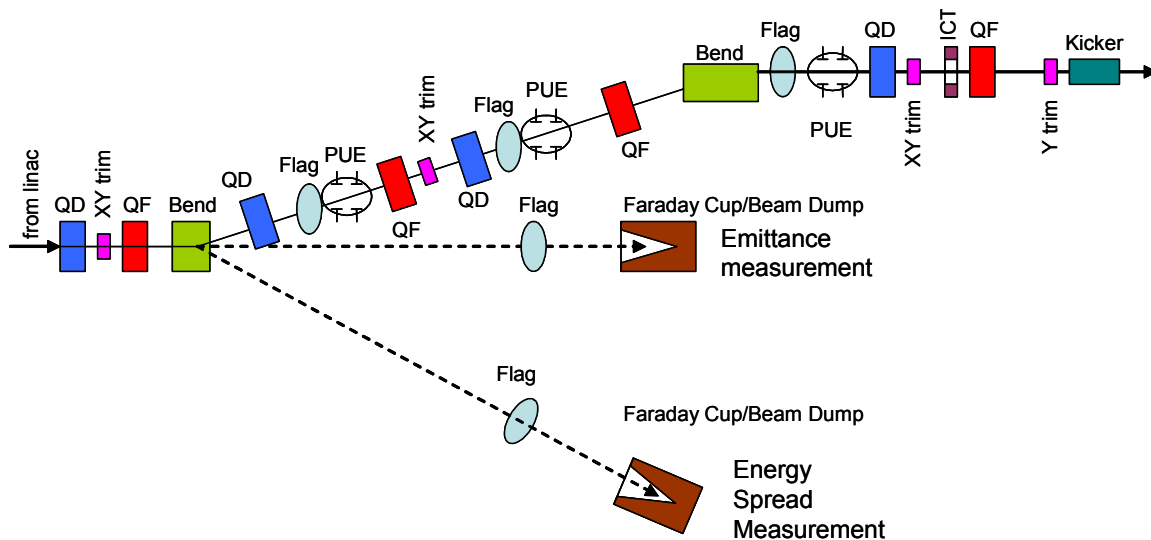 from linac
QD
XY trim
QF
Bend
QD
Flag
PUE
QF
XY trim
QD
Flag
PUE
QF
Bend
Flag
PUE
QD
XY trim
ICT
QF
Y trim
Kicker
Flag
Faraday Cup/Beam Dump
Emittance
measurement
Flag
Faraday Cup/Beam Dump
Energy
Spread
Measurement